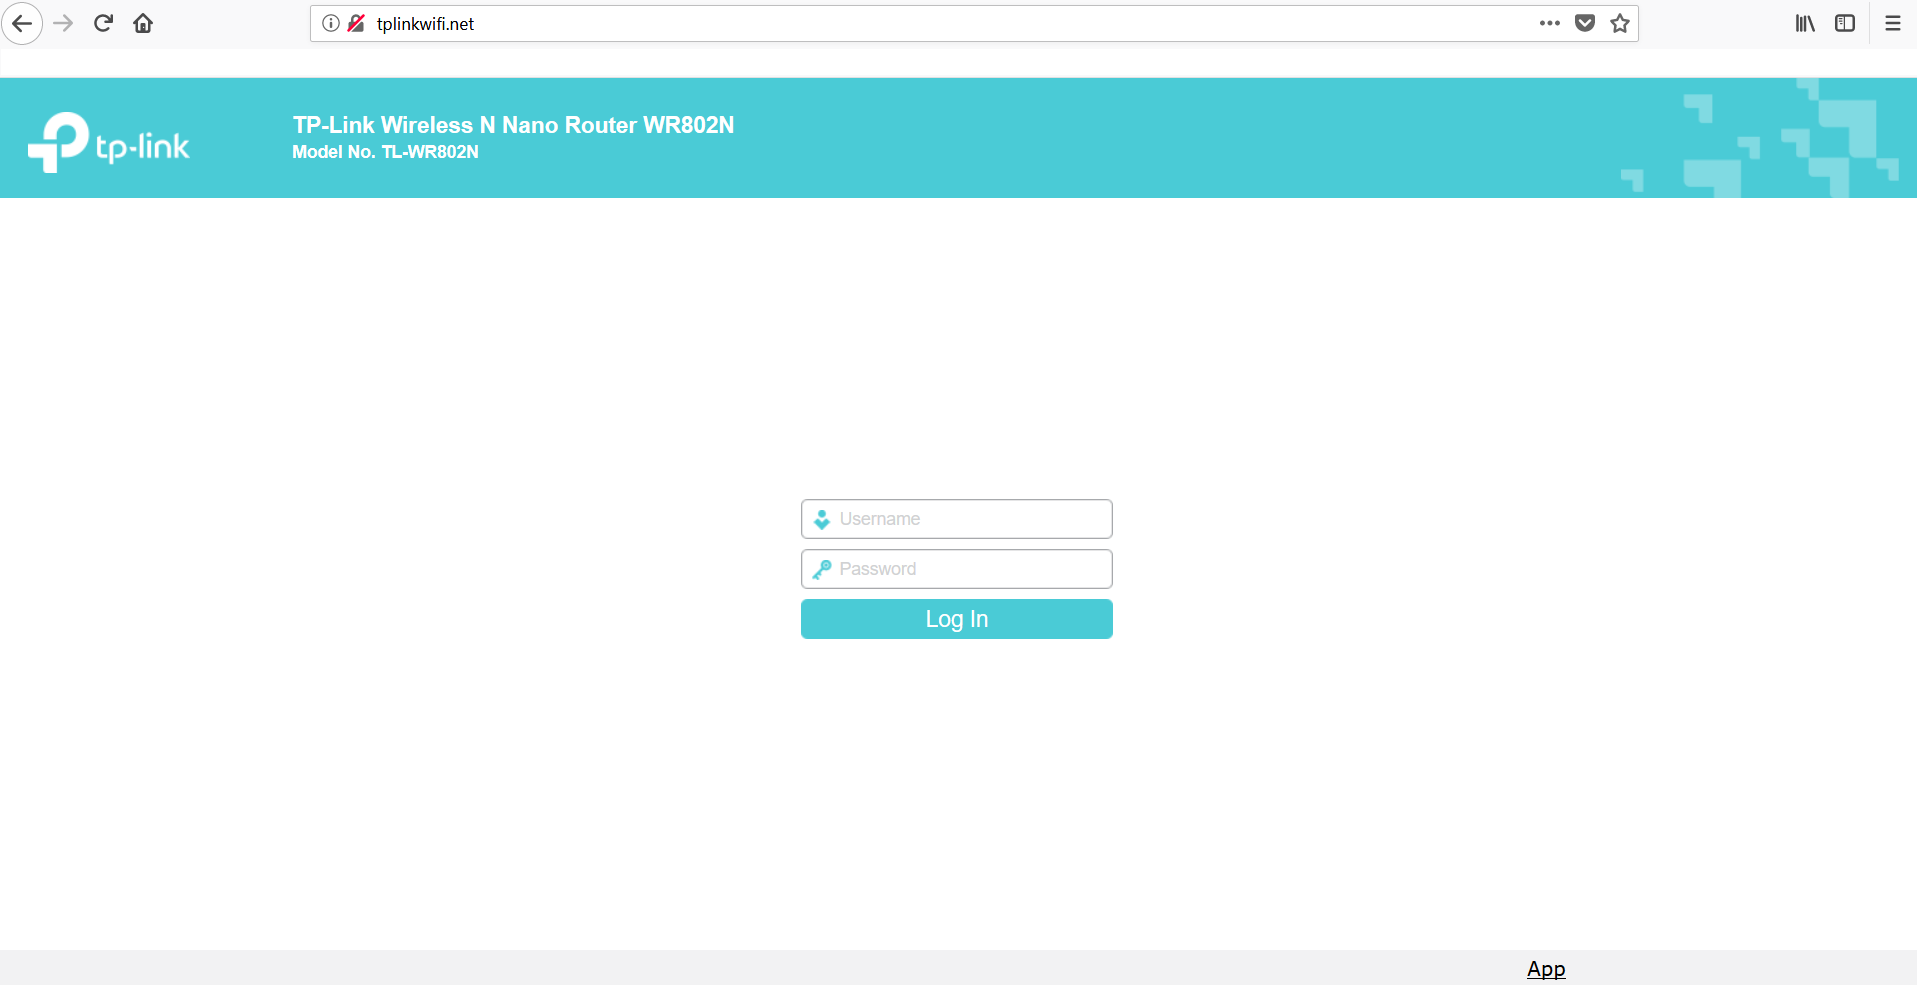 tplinkwifi.net
tp-link
TP-Link Wireless N Nano Router WR802N
Model No. TL-WR802N
Username
Password
Log In
App